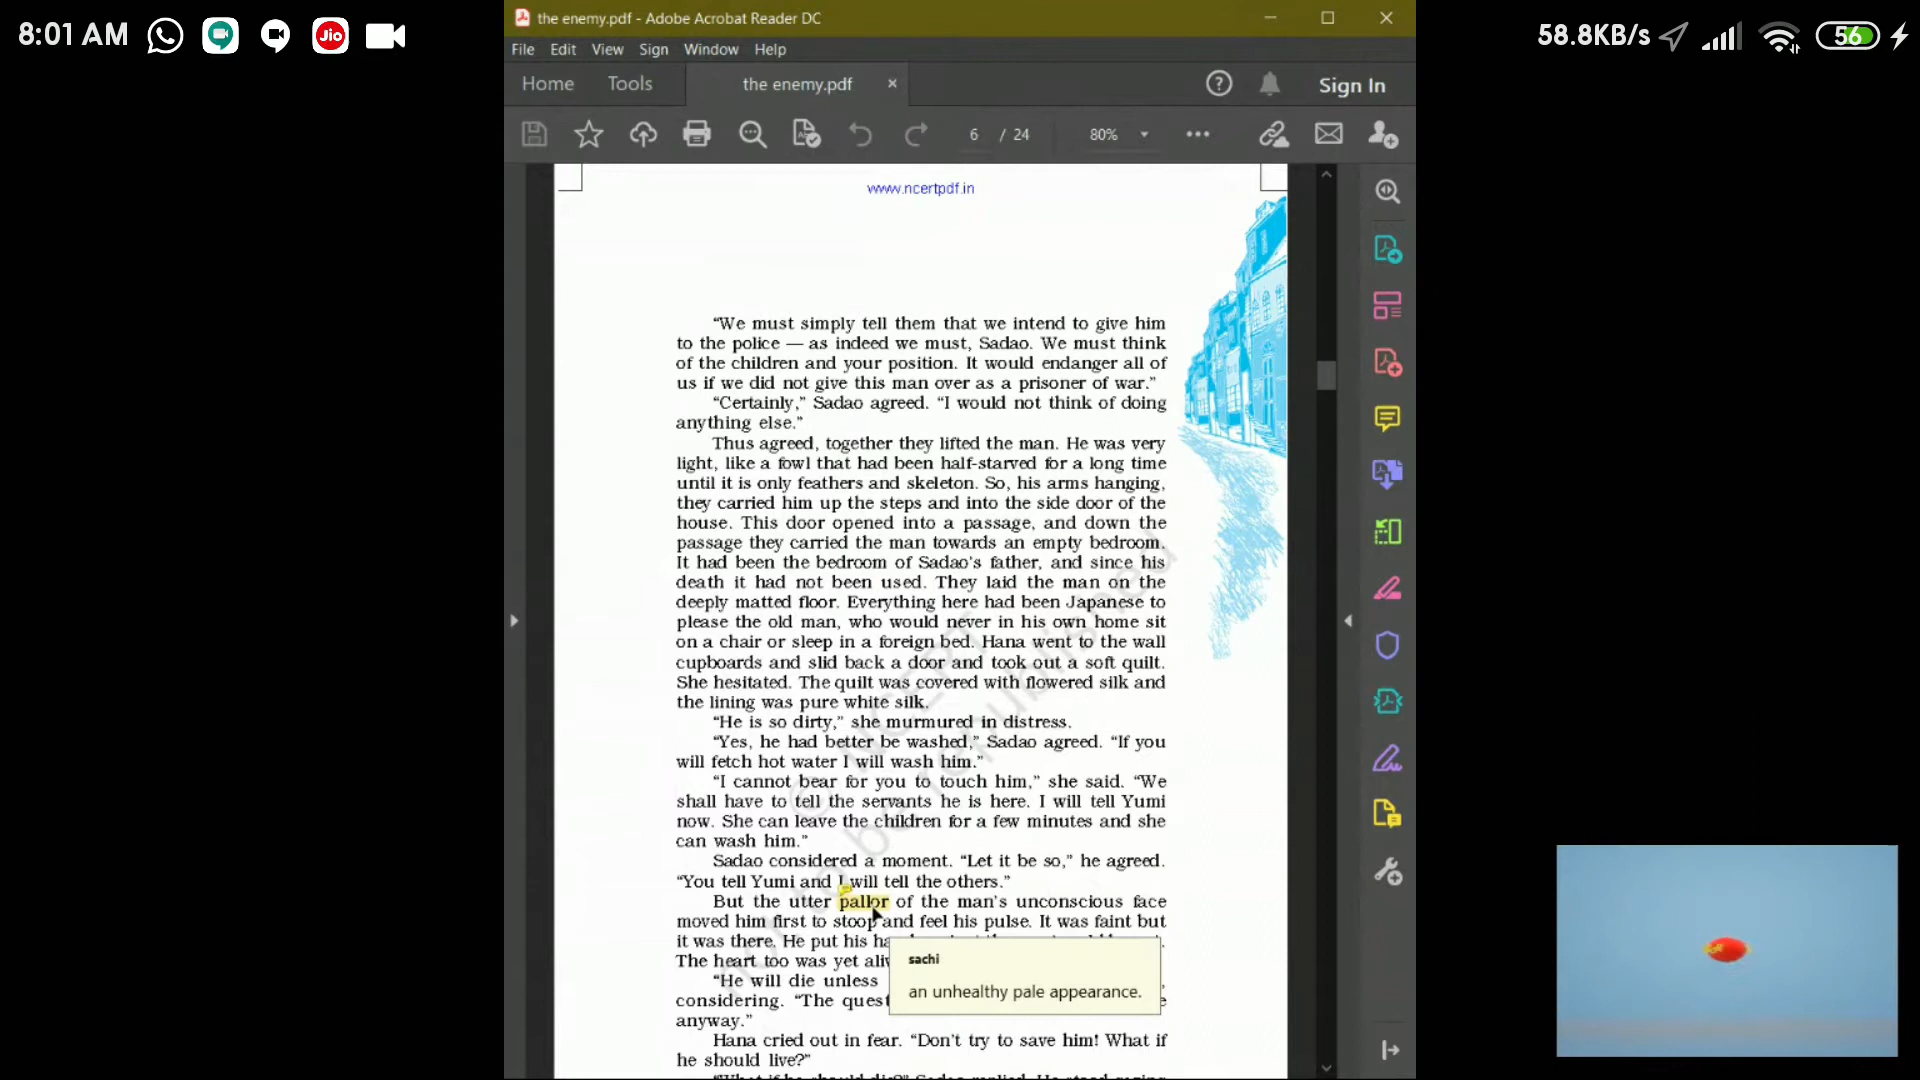 8:01 AM
Jio
58.8KB/s
56
the enemy.pdf - Adobe Acrobat Reader DC
File Edit View Sign Window Help
Home Tools the enemy.pdf × Sign In
6 / 24 80%
www.ncertpdf.in
“We must simply tell them that we intend to give him
to the police — as indeed we must, Sadao. We must think
of the children and your position. It would endanger all of
us if we did not give this man over as a prisoner of war.”
“Certainly,” Sadao agreed. “I would not think of doing
anything else.”
Thus agreed, together they lifted the man. He was very
light, like a fowl that had been half-starved for a long time
until it is only feathers and skeleton. So, his arms hanging,
they carried him up the steps and into the side door of the
house. This door opened into a passage, and down the
passage they carried the man towards an empty bedroom.
It had been the bedroom of Sadao’s father, and since his
death it had not been used. They laid the man on the
deeply matted floor. Everything here had been Japanese to
please the old man, who would never in his own home sit
on a chair or sleep in a foreign bed. Hana went to the wall
cupboards and slid back a door and took out a soft quilt.
She hesitated. The quilt was covered with flowered silk and
the lining was pure white silk.
“He is so dirty,” she murmured in distress.
“Yes, he had better be washed,” Sadao agreed. “If you
will fetch hot water I will wash him.”
“I cannot bear for you to touch him,” she said. “We
shall have to tell the servants he is here. I will tell Yumi
now. She can leave the children for a few minutes and she
can wash him.”
Sadao considered a moment. “Let it be so,” he agreed.
“You tell Yumi and I will tell the others.”
But the utter pallor of the man’s unconscious face
moved him first to stoop and feel his pulse. It was faint but
it was there. He put his
The heart too was yet
“He will die unless
considering. “The
anyway.”
Hana cried out in fear. “Don’t try to save him! What if
he should live?”
sachi
an unhealthy pale appearance.
© NCERT
not to be republished